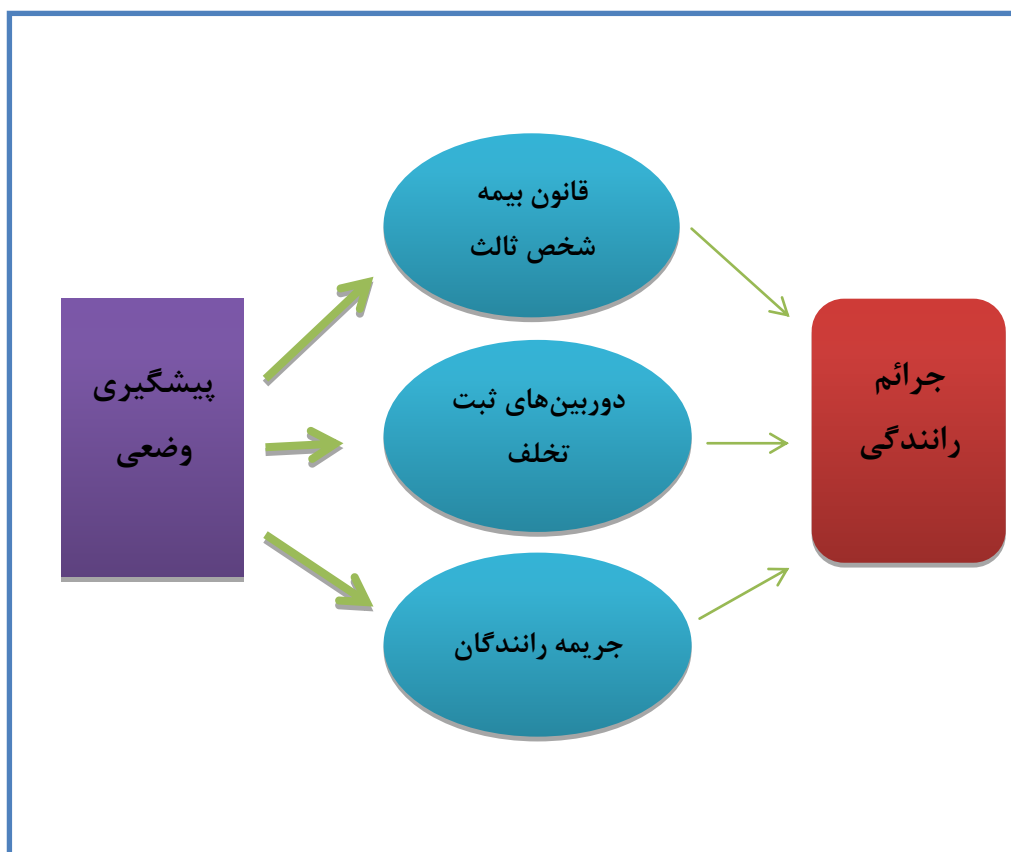 قانون بیمه
شخص ثالث
پیشگیری
وضعی
دوربین‌های ثبت
تخلف
جرائم
رانندگی
جریمه رانندگان